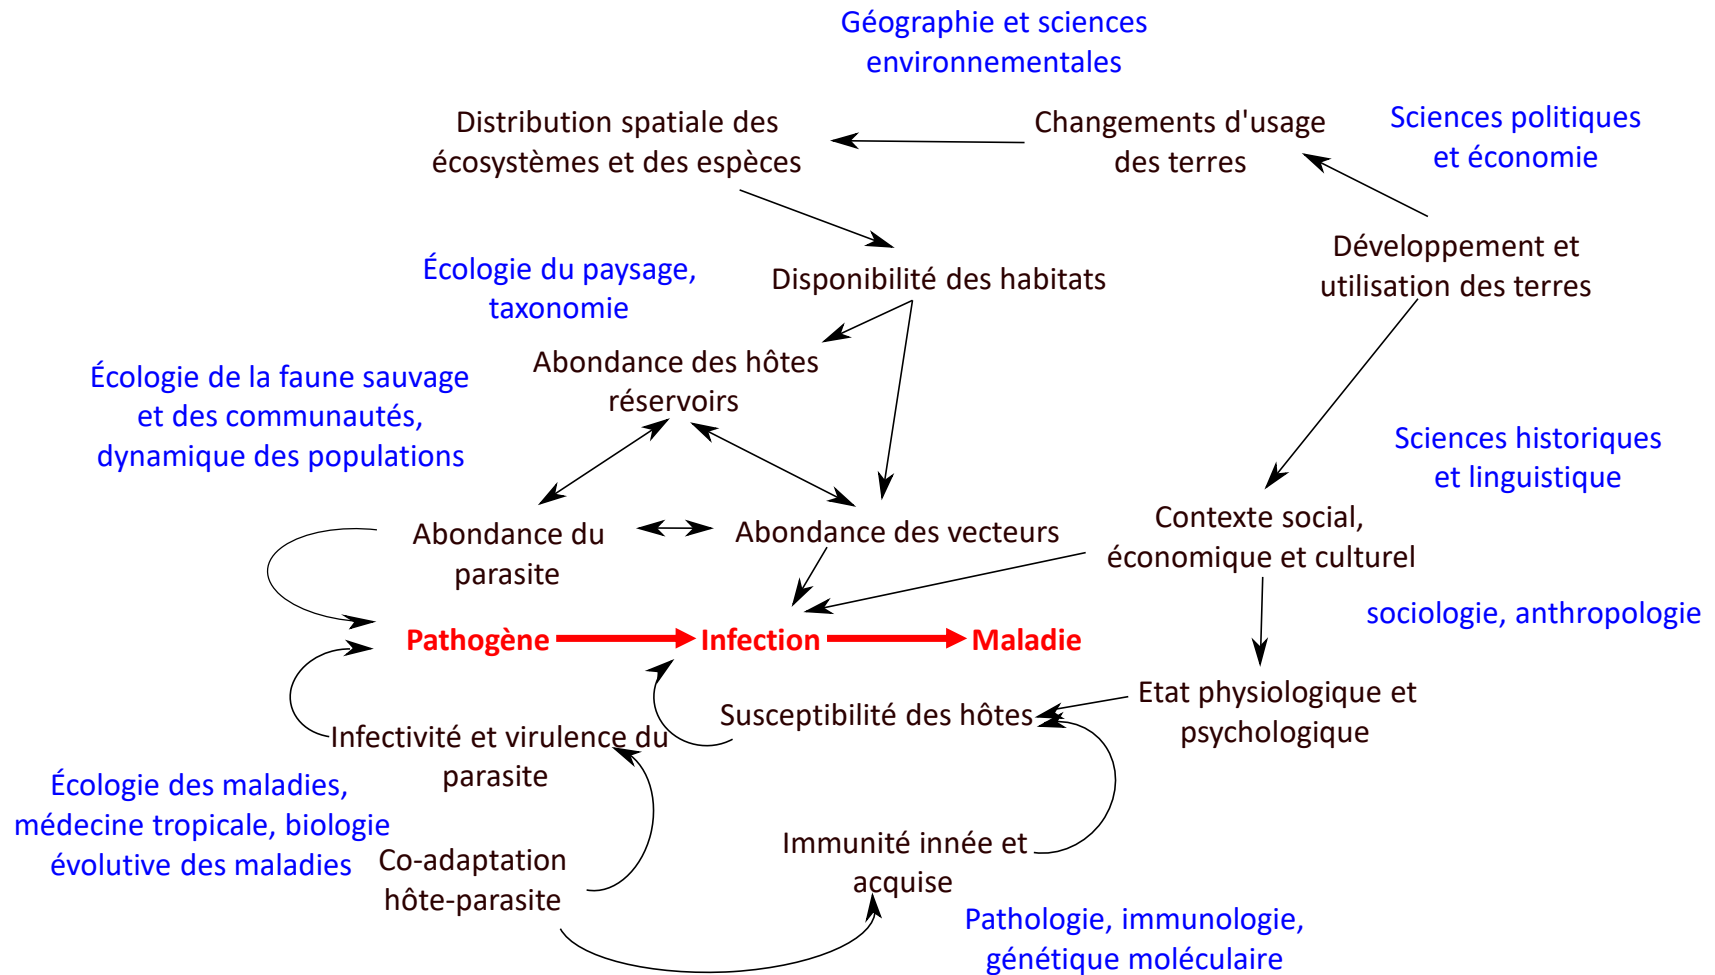 Géographie et sciences
environnementales
Distribution spatiale des
écosystèmes et des espèces
Changements d'usage
des terres
Sciences politiques
et économie
Développement et
utilisation des terres
Écologie du paysage,
taxonomie
Disponibilité des habitats
Abondance des hôtes
réservoirs
Écologie de la faune sauvage
et des communautés,
dynamique des populations
Sciences historiques
et linguistique
Abondance du
parasite
Abondance des vecteurs
Contexte social,
économique et culturel
sociologie, anthropologie
Pathogène
Infection
Maladie
Etat physiologique et
psychologique
Susceptibilité des hôtes
Infectivité et virulence du
parasite
Écologie des maladies,
médecine tropicale, biologie
évolutive des maladies
Co-adaptation
hôte-parasite
Immunité innée et
acquise
Pathologie, immunologie,
génétique moléculaire